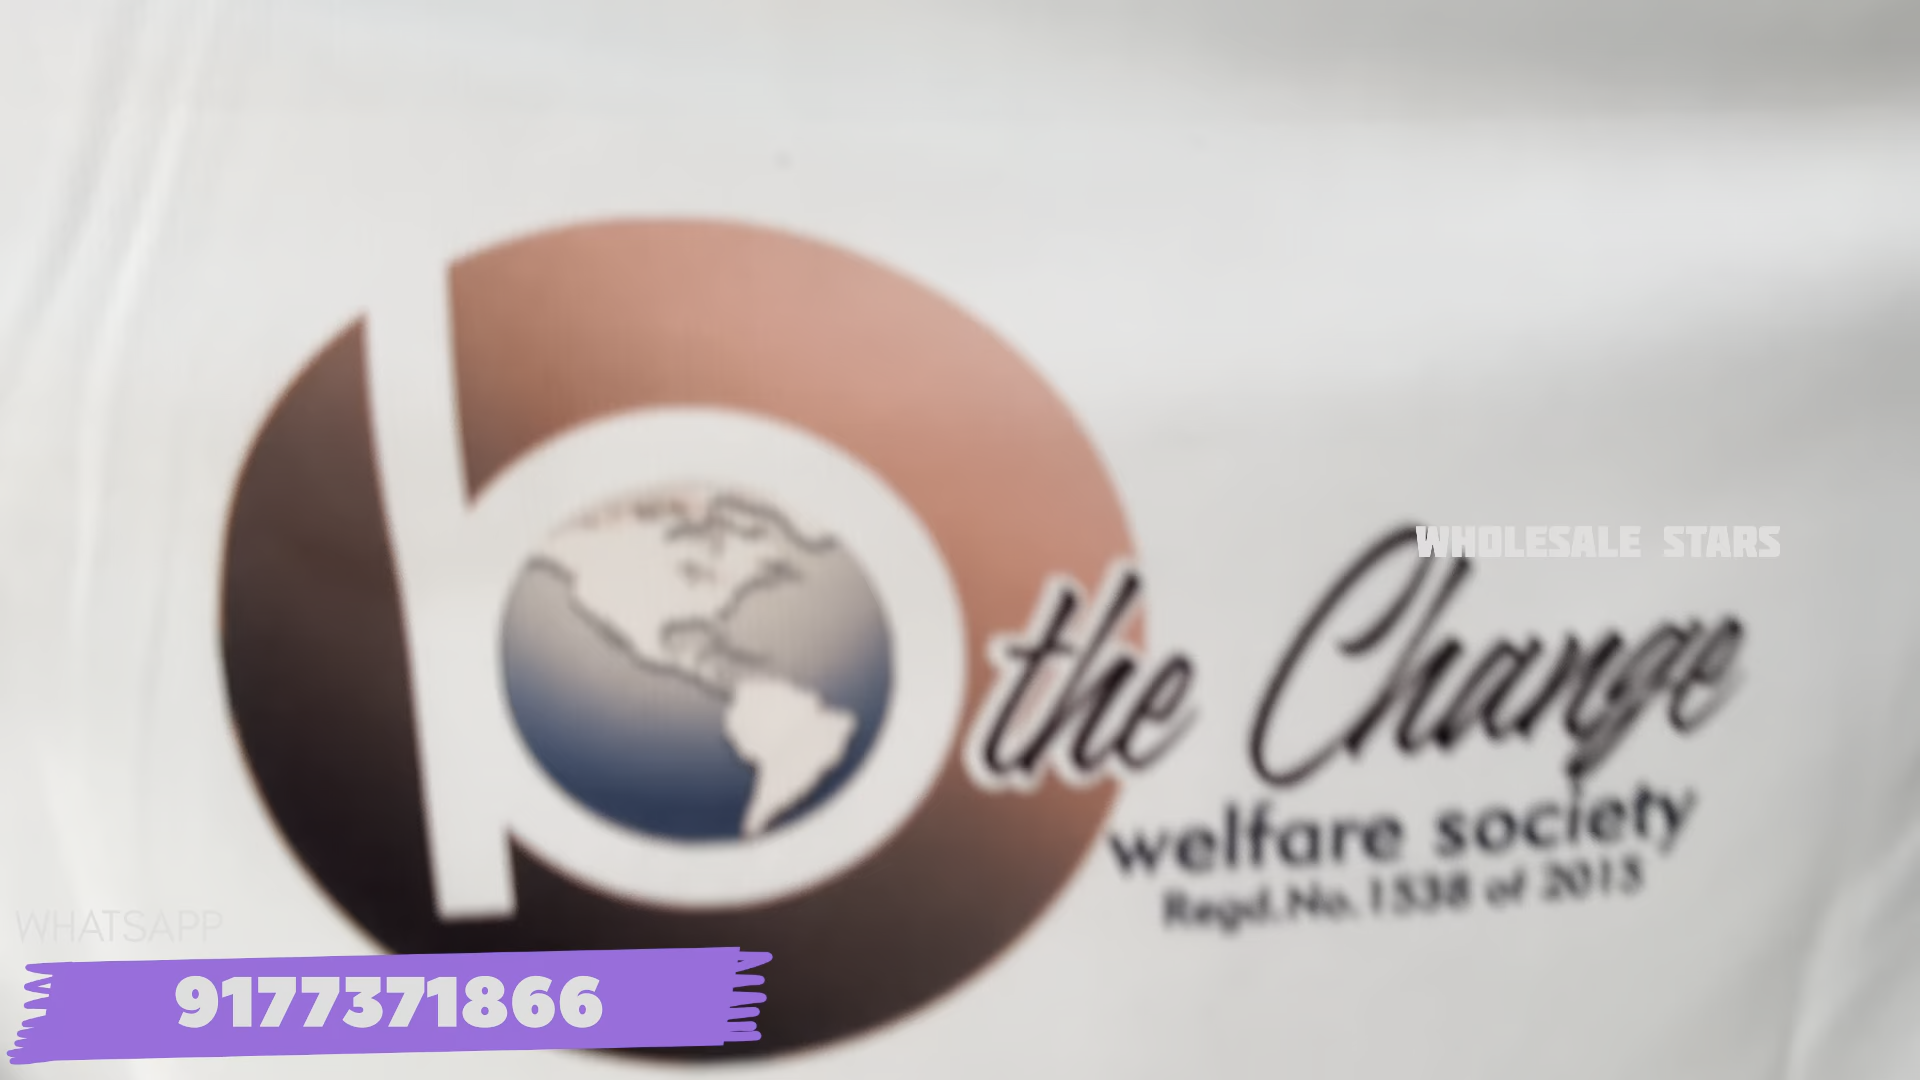 WHOLESALE STARS
b
the Change
welfare society
Regd.No.1538 of 2015
WHATSAPP
9177371866